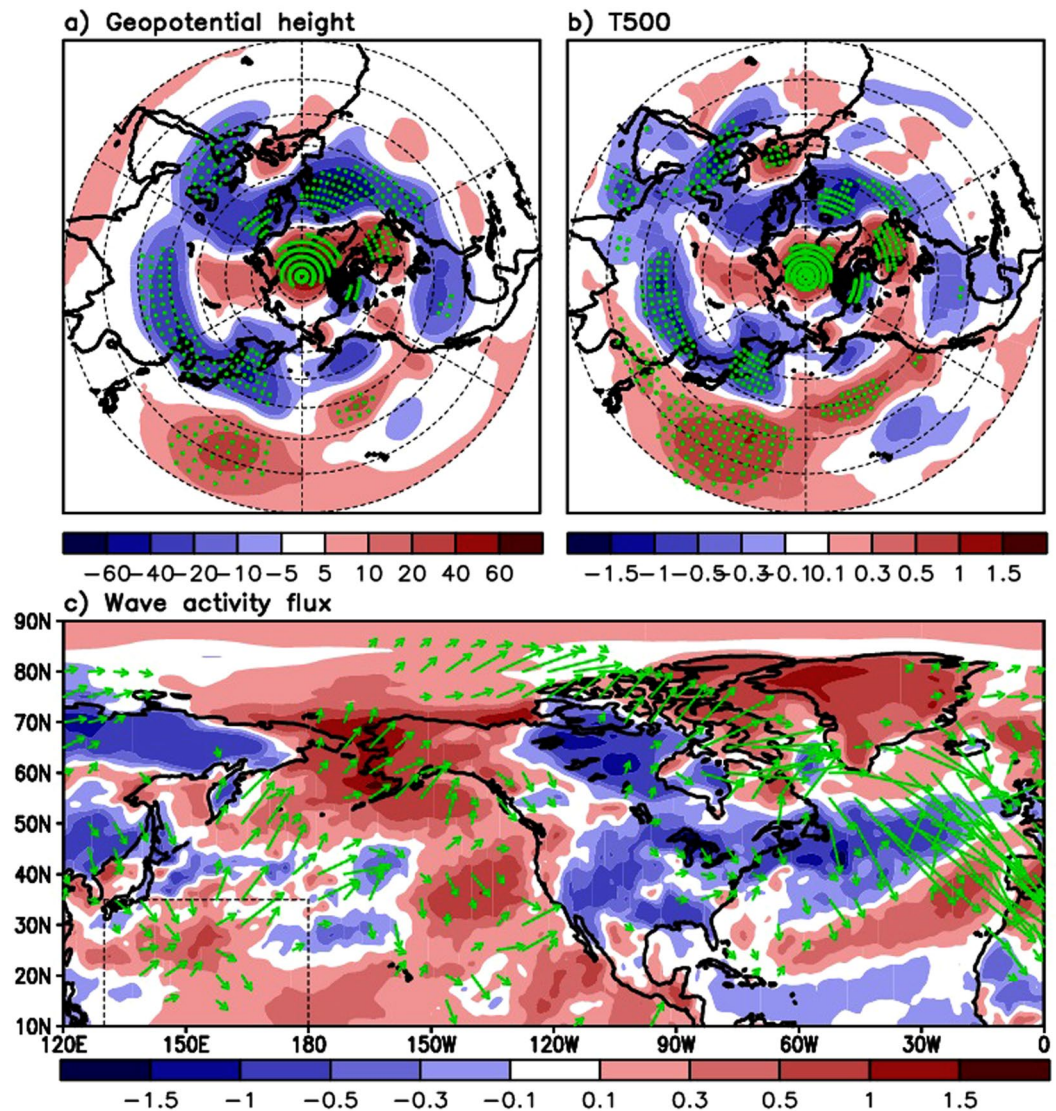 a) Geopotential height
b) T500
−60 −40 −20 −10 −5 5 10 20 40 60
−1.5 −1 −0.5 −0.3 −0.1 0.1 0.3 0.5 1 1.5
c) Wave activity flux
90N
80N
70N
60N
50N
40N
30N
20N
10N
120E 150E 180 150W 120W 90W 60W 30W 0
−1.5 −1 −0.5 −0.3 −0.1 0.1 0.3 0.5 1 1.5